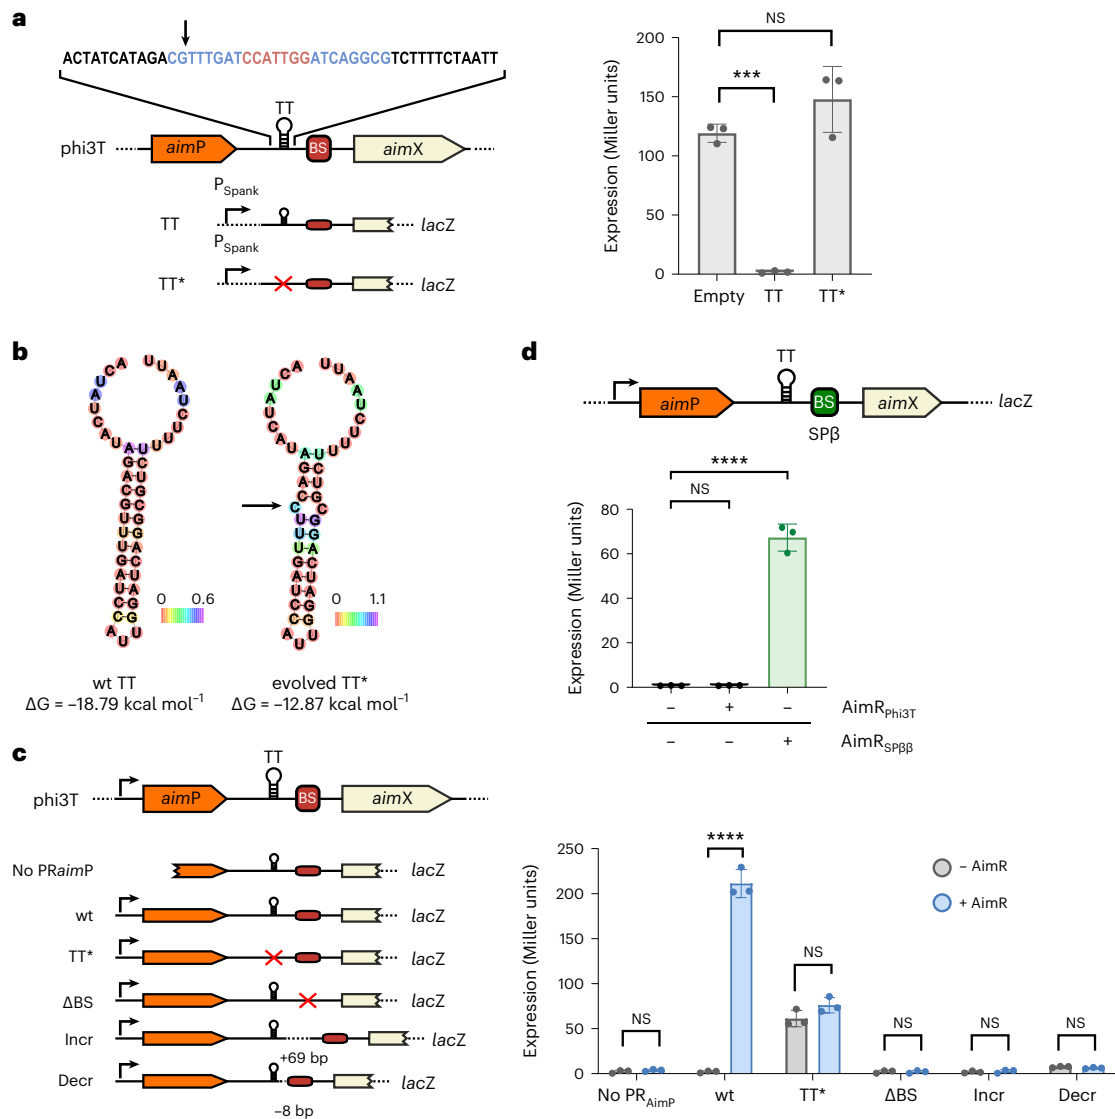 a
ACTATCATAGACGTTTGATCCATTGGATCAGGCGTCTTTTCTAATT
TT
phi3T
aimP
BS
aimX
PSpank
TT
lacZ
PSpank
TT*
lacZ
NS
***
Expression (Miller units)
200
150
100
50
0
Empty
TT
TT*
b
0
0.6
0
1.1
wt TT
ΔG = −18.79 kcal mol−1
evolved TT*
ΔG = −12.87 kcal mol−1
d
TT
aimP
BS
aimX
lacZ
SPβ
****
NS
Expression (Miller units)
80
60
40
20
0
− + − AimRPhi3T
− − + AimRSPββ
c
TT
phi3T
aimP
BS
aimX
No PRaimP
lacZ
wt
lacZ
TT*
lacZ
ΔBS
lacZ
Incr
lacZ
+69 bp
Decr
lacZ
−8 bp
Expression (Miller units)
250
200
150
100
50
0
****
NS
NS
NS
NS
NS
− AimR
+ AimR
No PRAimP
wt
TT*
ΔBS
Incr
Decr